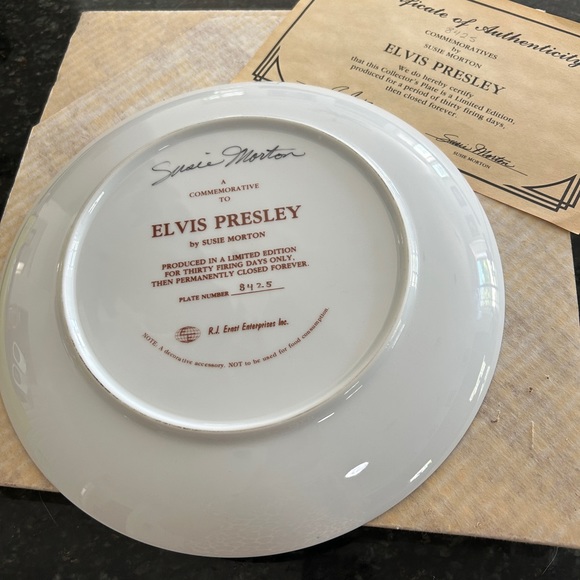 Susie Morton
A
COMMEMORATIVE
TO
ELVIS PRESLEY
by SUSIE MORTON
PRODUCED IN A LIMITED EDITION
FOR THIRTY FIRING DAYS ONLY,
THEN PERMANENTLY CLOSED FOREVER.
PLATE NUMBER 8425
R.J. Ernst Enterprises Inc.
NOTE: A decorative accessory. NOT to be used for food consumption.
of Authenticity
8425
COMMEMORATIVES
by
SUSIE MORTON
ELVIS PRESLEY
We do hereby certify
that this Collector's Plate is a Limited Edition,
produced for a period of thirty firing days,
then closed forever.
Susie Morton
SUSIE MORTON